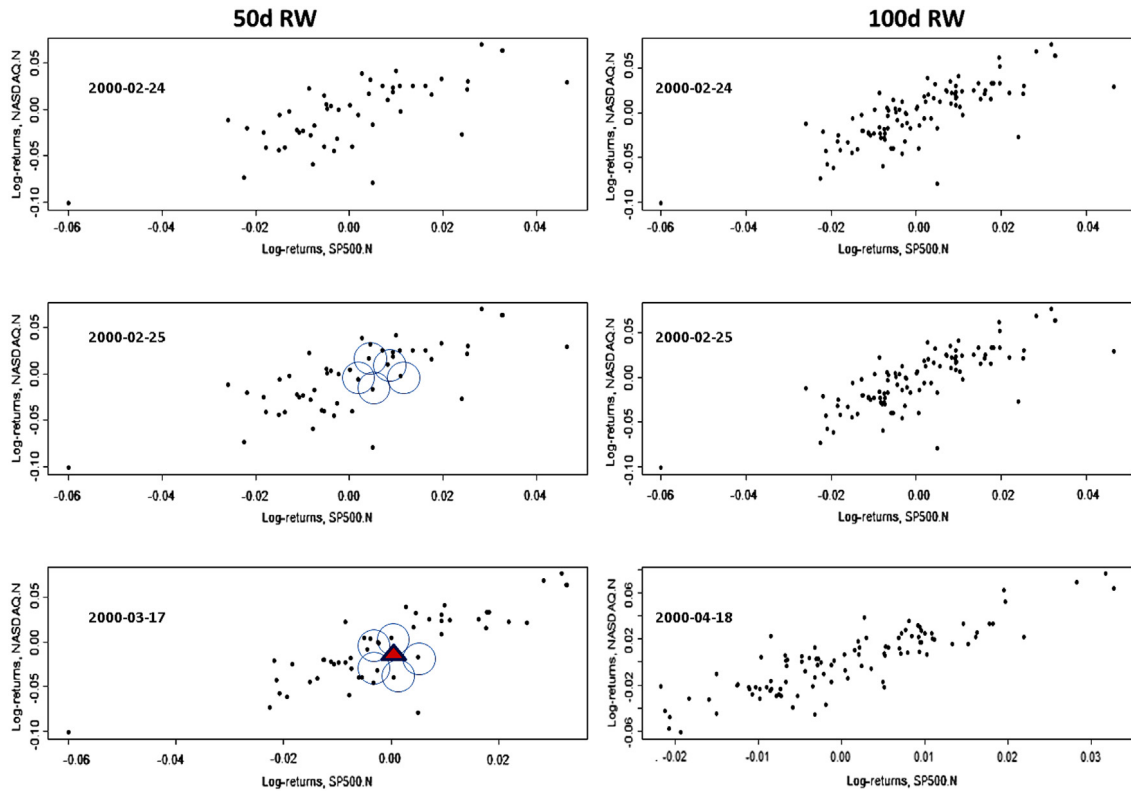 50d RW
100d RW
Log-returns, NASDAQ.N
0.05
0.00
-0.05
-0.10
2000-02-24
-0.06 -0.04 -0.02 0.00 0.02 0.04
Log-returns, SP500.N
Log-returns, NASDAQ.N
0.05
0.00
-0.05
-0.10
2000-02-24
-0.06 -0.04 -0.02 0.00 0.02 0.04
Log-returns, SP500.N
Log-returns, NASDAQ.N
0.05
0.00
-0.05
-0.10
2000-02-25
-0.06 -0.04 -0.02 0.00 0.02 0.04
Log-returns, SP500.N
Log-returns, NASDAQ.N
0.05
0.00
-0.05
-0.10
2000-02-25
-0.06 -0.04 -0.02 0.00 0.02 0.04
Log-returns, SP500.N
Log-returns, NASDAQ.N
0.05
0.00
-0.05
-0.10
2000-03-17
-0.06 -0.04 -0.02 0.00 0.02
Log-returns, SP500.N
Log-returns, NASDAQ.N
0.06
0.02
-0.02
-0.06
2000-04-18
-0.02 -0.01 0.00 0.01 0.02 0.03
Log-returns, SP500.N